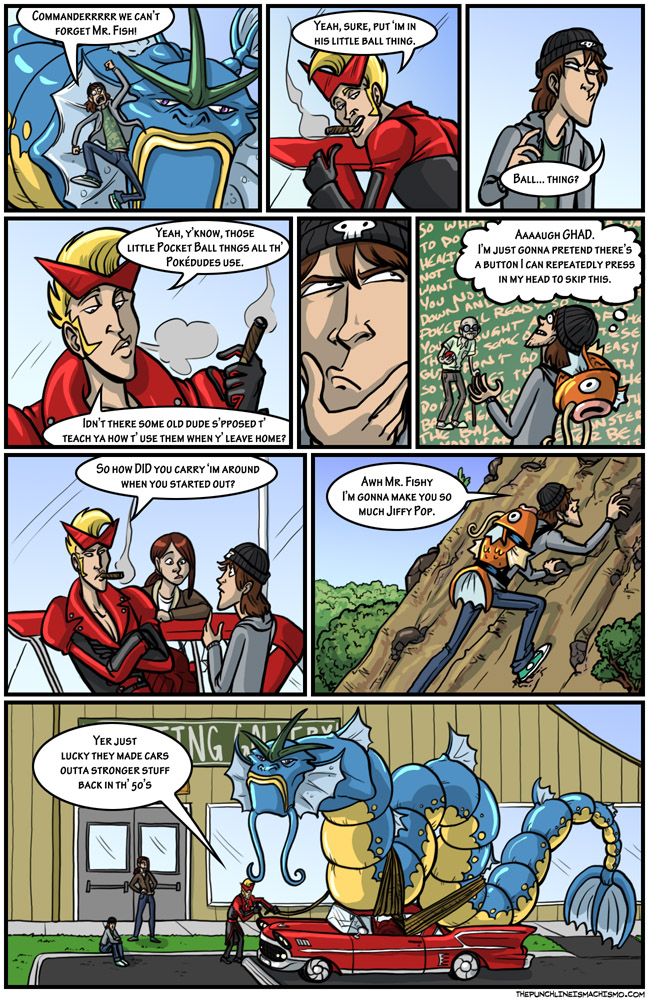 Commanderrrrr we can't
forget Mr. Fish!
Yeah, sure, put 'im in
his little ball thing.
Ball... thing?
Yeah, y'know, those
little Pocket Ball thngs all th'
Pokédudes use.
Idn't there some old dude s'pposed t'
teach ya how t' use them when y' leave home?
Aaaaugh GHAD.
I'm just gonna pretend there's
a button I can repeatedly press
in my head to skip this.
So how DID you carry 'im around
when you started out?
Awh Mr. Fishy
I'm gonna make you so
much Jiffy Pop.
Yer just
lucky they made cars
outta stronger stuff
back in th' 50's
thepunchlineismachismo.com